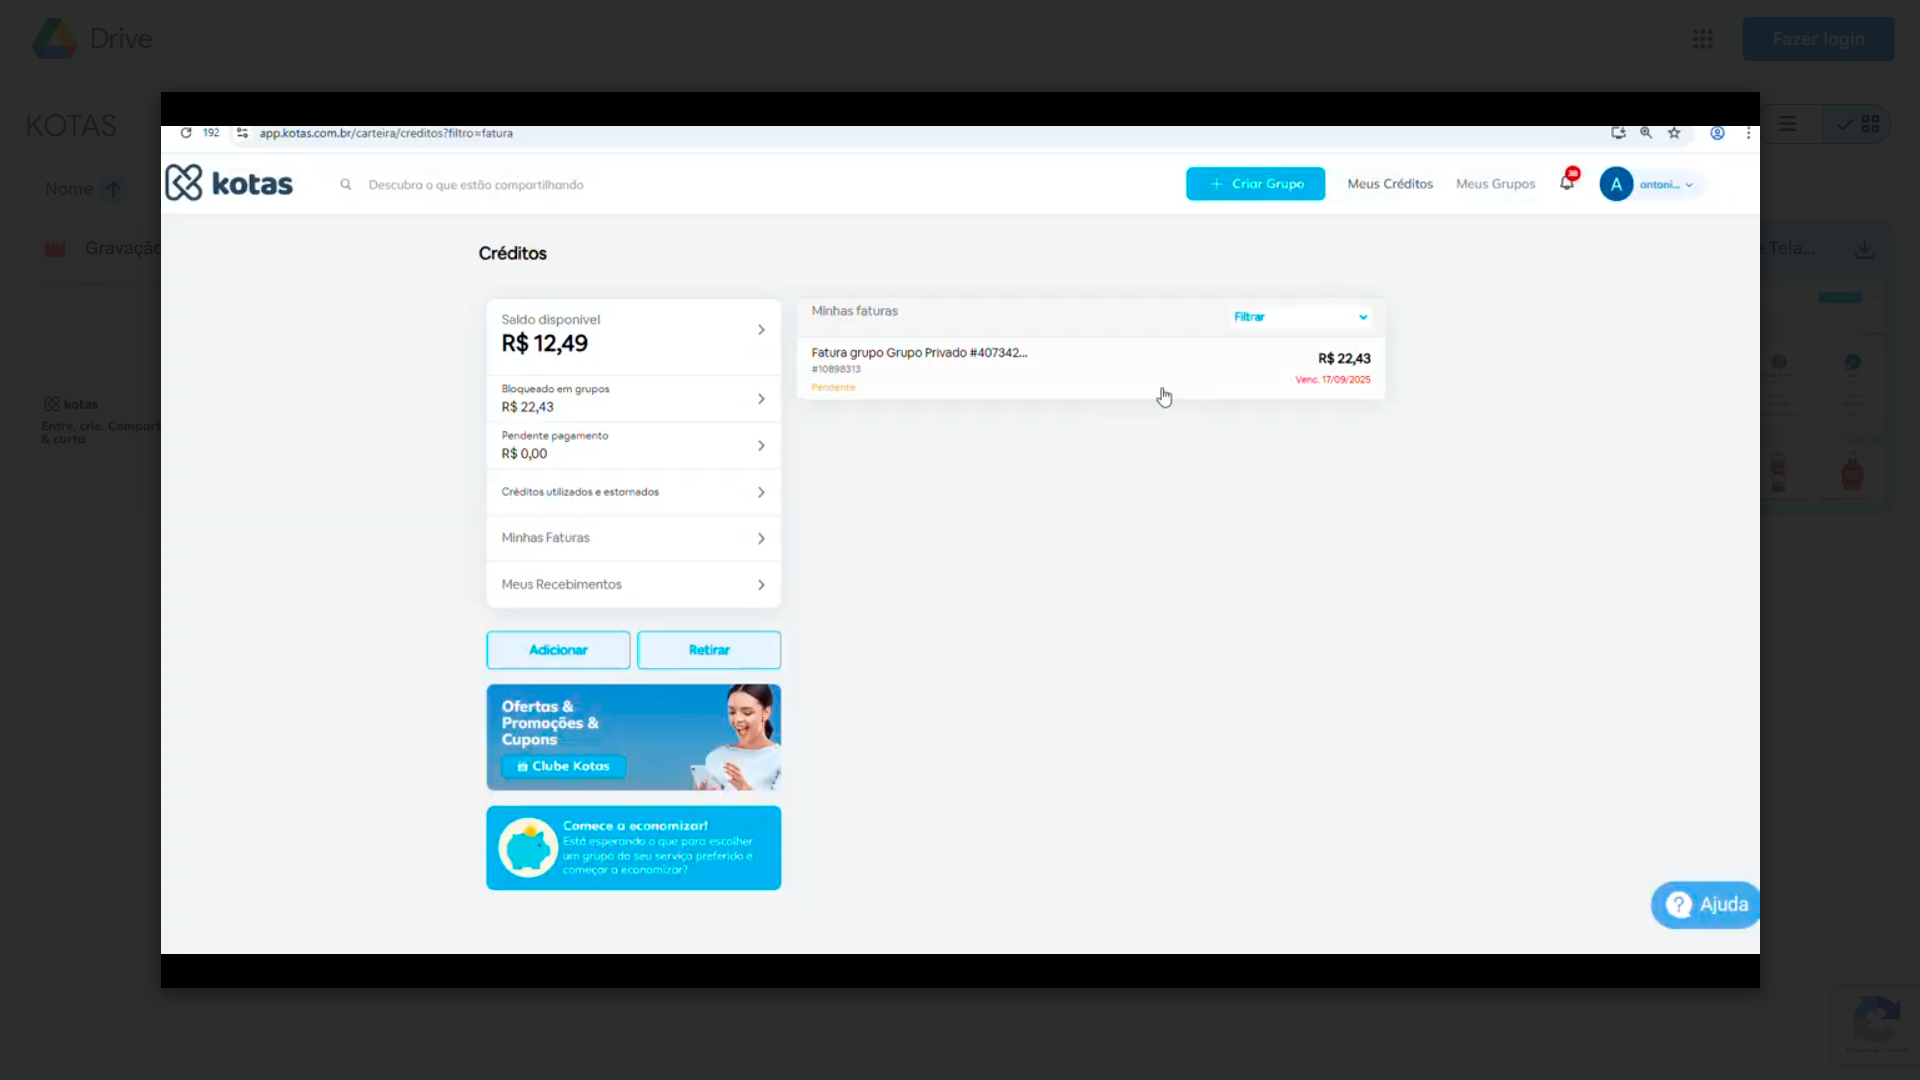 Drive
Fazer login
KOTAS
Nome
Gravação
Tela...
kotas
Entre, crie. Compart
& curta
192
app.kotas.com.br/carteira/creditos?filtro=fatura
kotas
Descubra o que estão compartilhando
Criar Grupo
Meus Créditos
Meus Grupos
A
antoni...
Créditos
Saldo disponível
R$ 12,49
Bloqueado em grupos
R$ 22,43
Pendente pagamento
R$ 0,00
Créditos utilizados e estornados
Minhas Faturas
Meus Recebimentos
Adicionar
Retirar
Ofertas &
Promoções &
Cupons
Clube Kotas
Comece a economizar!
Está esperando o que para escolher
um grupo do seu serviço preferido e
começar a economizar?
Minhas faturas
Filtrar
Fatura grupo Grupo Privado #407342...
#10898313
Pendente
R$ 22,43
Venc. 17/09/2025
Ajuda